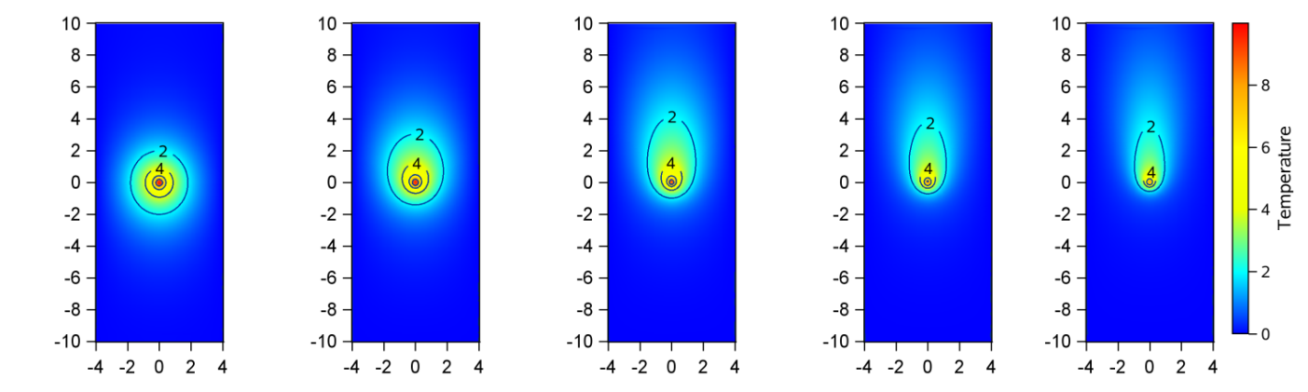 10 10 10 10 10
8 8 8 8 8 8
6 6 6 6 6 6
4 4 4 4 4 4
2 2 2 2 2
4 4 4 4 4
2 2 2 2 2 2
0 0 0 0 0 0
-2 -2 -2 -2 -2
-4 -4 -4 -4 -4
-6 -6 -6 -6 -6
-8 -8 -8 -8 -8
-10 -10 -10 -10 -10
-4 -2 0 2 4 -4 -2 0 2 4 -4 -2 0 2 4 -4 -2 0 2 4 -4 -2 0 2 4
Temperature